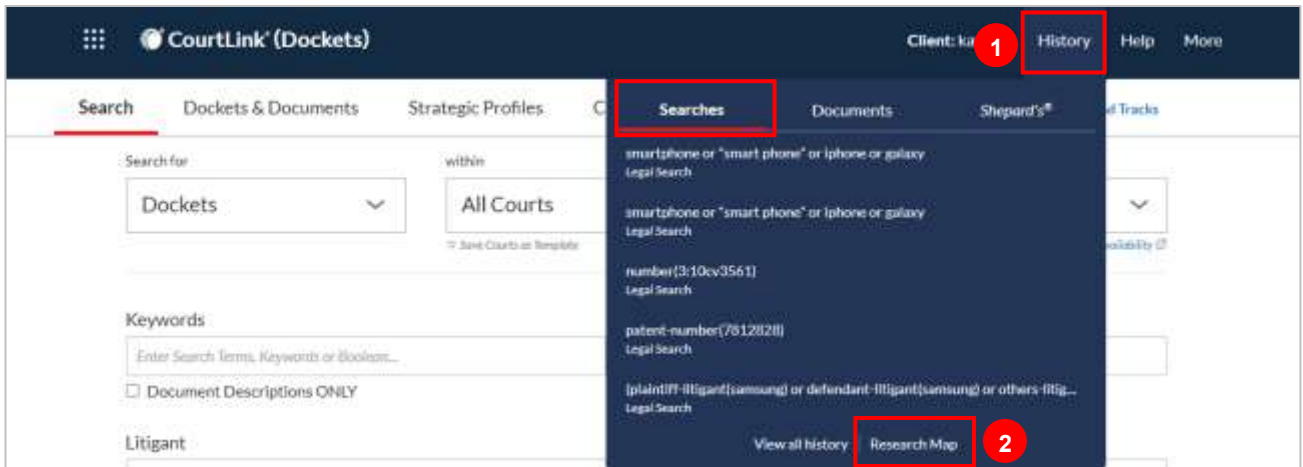 CourtLink® (Dockets)
Client: ka
1
History
Help
More
Search
Dockets & Documents
Strategic Profiles
C
Searches
Documents
Shepard's®
d Tracks
Search for
within
smartphone or "smart phone" or iphone or galaxy
Legal Search
Dockets
All Courts
smartphone or "smart phone" or iphone or galaxy
Legal Search
Save Courts as Template
ailability
number(3:10cv3561)
Legal Search
Keywords
patent-number(7812828)
Legal Search
Enter Search Terms, Keywords or Boolean...
Document Descriptions ONLY
(plaintiff-litigant(samsung) or defendant-litigant(samsung) or others-litig...
Legal Search
Litigant
View all history
Research Map
2